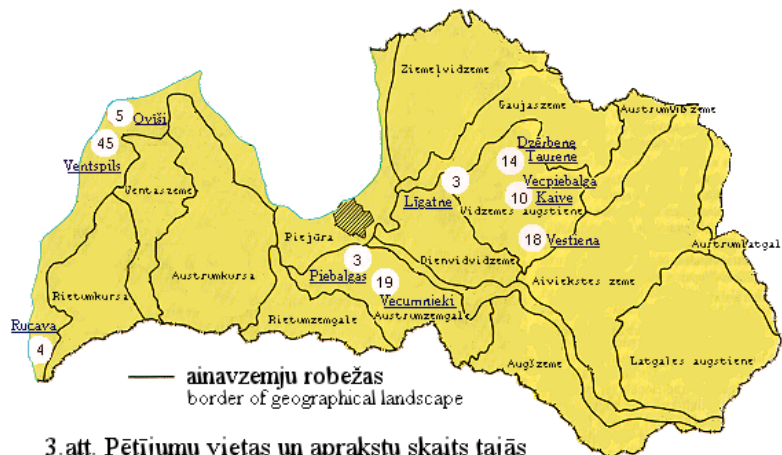 Ziemeļvidzeme
Gaujaszeme
5 Oviši
45
Ventspils
Dzērbene
14 Taurene
3
Līgatne
Vecpiebalga
10 Kaive
Ventaszeme
Vidzemes augstiene
18 Vestiena
Piejūra
Dienvidvidzeme
Austrumlatgal
3
Piebalgas
Austrumkursa
Aiviekstes zeme
19
Vecumnieki
Rietumkursa
Rietumzemgale
Austrumzemgale
Rucava
4
Augšzeme
Latgales augstiene
ainavzemju robežas
border of geographical landscape
3.att. Pētījumu vietas un aprakstu skaits tajās